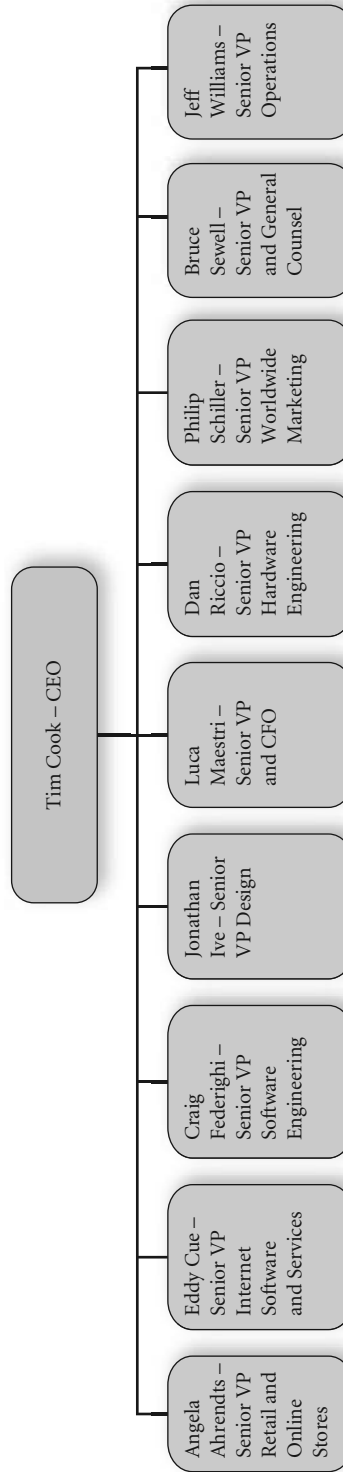 Tim Cook – CEO
Angela
Ahrendts –
Senior VP
Retail and
Online
Stores
Eddy Cue –
Senior VP
Internet
Software
and Services
Craig
Federighi –
Senior VP
Software
Engineering
Jonathan
Ive – Senior
VP Design
Luca
Maestri –
Senior VP
and CFO
Dan
Riccio –
Senior VP
Hardware
Engineering
Philip
Schiller –
Senior VP
Worldwide
Marketing
Bruce
Sewell –
Senior VP
and General
Counsel
Jeff
Williams –
Senior VP
Operations